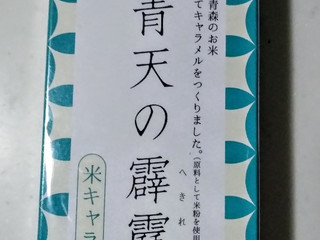 青森のお米
てキャラメルをつくりました。(原料として米粉を使用
青天の霹靂
へきれ
米キャラ